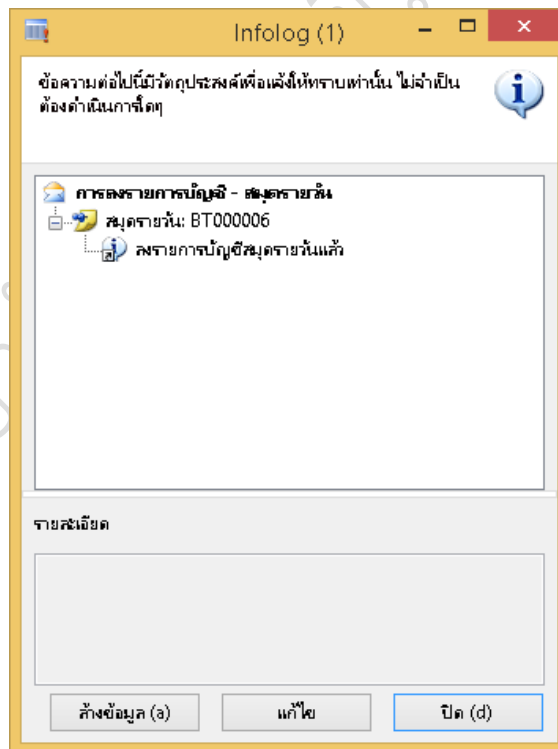 Infolog (1)
ข้อความต่อไปนี้มีวัตถุประสงค์เพื่อแจ้งให้ทราบเท่านั้น ไม่จำเป็น
ต้องดำเนินการใดๆ
การลงรายการบัญชี - สมุดรายวัน
สมุดรายวัน: BT000006
ลงรายการบัญชีสมุดรายวันแล้ว
รายละเอียด
ล้างข้อมูล (a)
แก้ไข
ปิด (d)